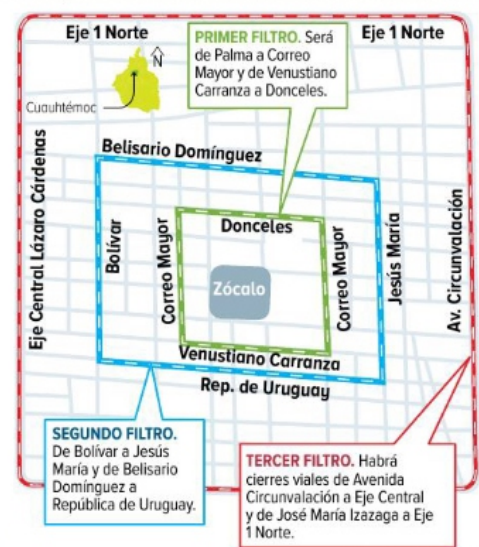 Eje 1 Norte
Eje 1 Norte
N
Cuauhtémoc
PRIMER FILTRO. Será
de Palma a Correo
Mayor y de Venustiano
Carranza a Donceles.
Belisario Domínguez
Eje Central Lázaro Cárdenas
Bolívar
Correo Mayor
Donceles
Zócalo
Correo Mayor
Jesús María
Av. Circunvalación
Venustiano Carranza
Rep. de Uruguay
SEGUNDO FILTRO.
De Bolívar a Jesús
María y de Belisario
Domínguez a
República de Uruguay.
TERCER FILTRO. Habrá
cierres viales de Avenida
Circunvalación a Eje Central
y de José María Izazaga a Eje
1 Norte.